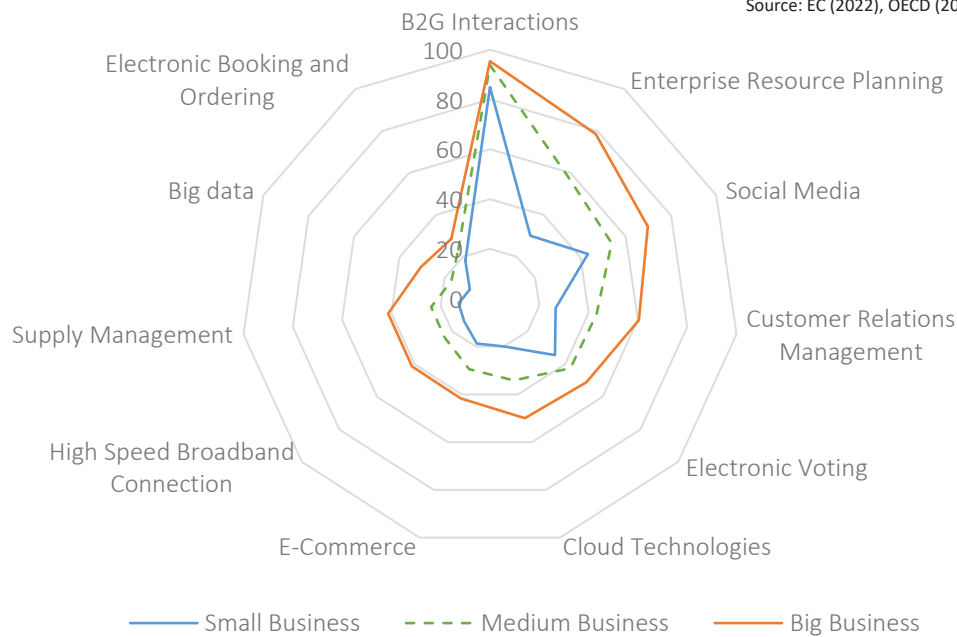 Source: EC (2022), OECD (20
B2G Interactions
100
Electronic Booking and
Ordering
Enterprise Resource Planning
80
60
Big data
Social Media
40
20
0
Supply Management
Customer Relations
Management
High Speed Broadband
Connection
Electronic Voting
E-Commerce
Cloud Technologies
Small Business
Medium Business
Big Business